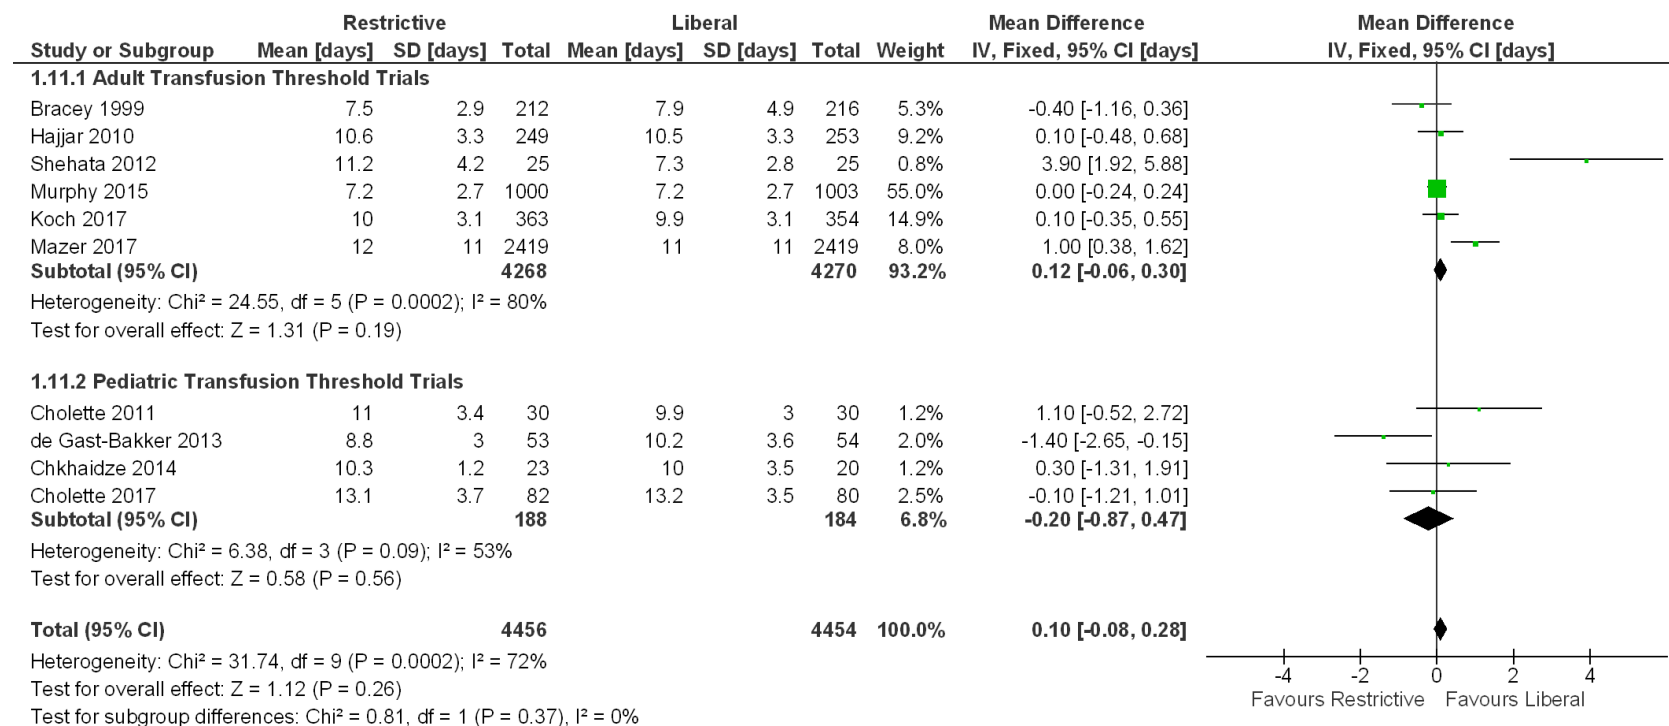 Restrictive Liberal Mean Difference Mean Difference
Study or Subgroup Mean [days] SD [days] Total Mean [days] SD [days] Total Weight IV, Fixed, 95% CI [days] IV, Fixed, 95% CI [days]
1.11.1 Adult Transfusion Threshold Trials
Bracey 1999 7.5 2.9 212 7.9 4.9 216 5.3% -0.40 [-1.16, 0.36]
Hajjar 2010 10.6 3.3 249 10.5 3.3 253 9.2% 0.10 [-0.48, 0.68]
Shehata 2012 11.2 4.2 25 7.3 2.8 25 0.8% 3.90 [1.92, 5.88]
Murphy 2015 7.2 2.7 1000 7.2 2.7 1003 55.0% 0.00 [-0.24, 0.24]
Koch 2017 10 3.1 363 9.9 3.1 354 14.9% 0.10 [-0.35, 0.55]
Mazer 2017 12 11 2419 11 11 2419 8.0% 1.00 [0.38, 1.62]
Subtotal (95% CI) 4268 4270 93.2% 0.12 [-0.06, 0.30]
Heterogeneity: Chi² = 24.55, df = 5 (P = 0.0002); I² = 80%
Test for overall effect: Z = 1.31 (P = 0.19)
1.11.2 Pediatric Transfusion Threshold Trials
Cholette 2011 11 3.4 30 9.9 3 30 1.2% 1.10 [-0.52, 2.72]
de Gast-Bakker 2013 8.8 3 53 10.2 3.6 54 2.0% -1.40 [-2.65, -0.15]
Chkhaidze 2014 10.3 1.2 23 10 3.5 20 1.2% 0.30 [-1.31, 1.91]
Cholette 2017 13.1 3.7 82 13.2 3.5 80 2.5% -0.10 [-1.21, 1.01]
Subtotal (95% CI) 188 184 6.8% -0.20 [-0.87, 0.47]
Heterogeneity: Chi² = 6.38, df = 3 (P = 0.09); I² = 53%
Test for overall effect: Z = 0.58 (P = 0.56)
Total (95% CI) 4456 4454 100.0% 0.10 [-0.08, 0.28]
Heterogeneity: Chi² = 31.74, df = 9 (P = 0.0002); I² = 72%
Test for overall effect: Z = 1.12 (P = 0.26)
Test for subgroup differences: Chi² = 0.81, df = 1 (P = 0.37), I² = 0%
-4 -2 0 2 4
Favours Restrictive Favours Liberal